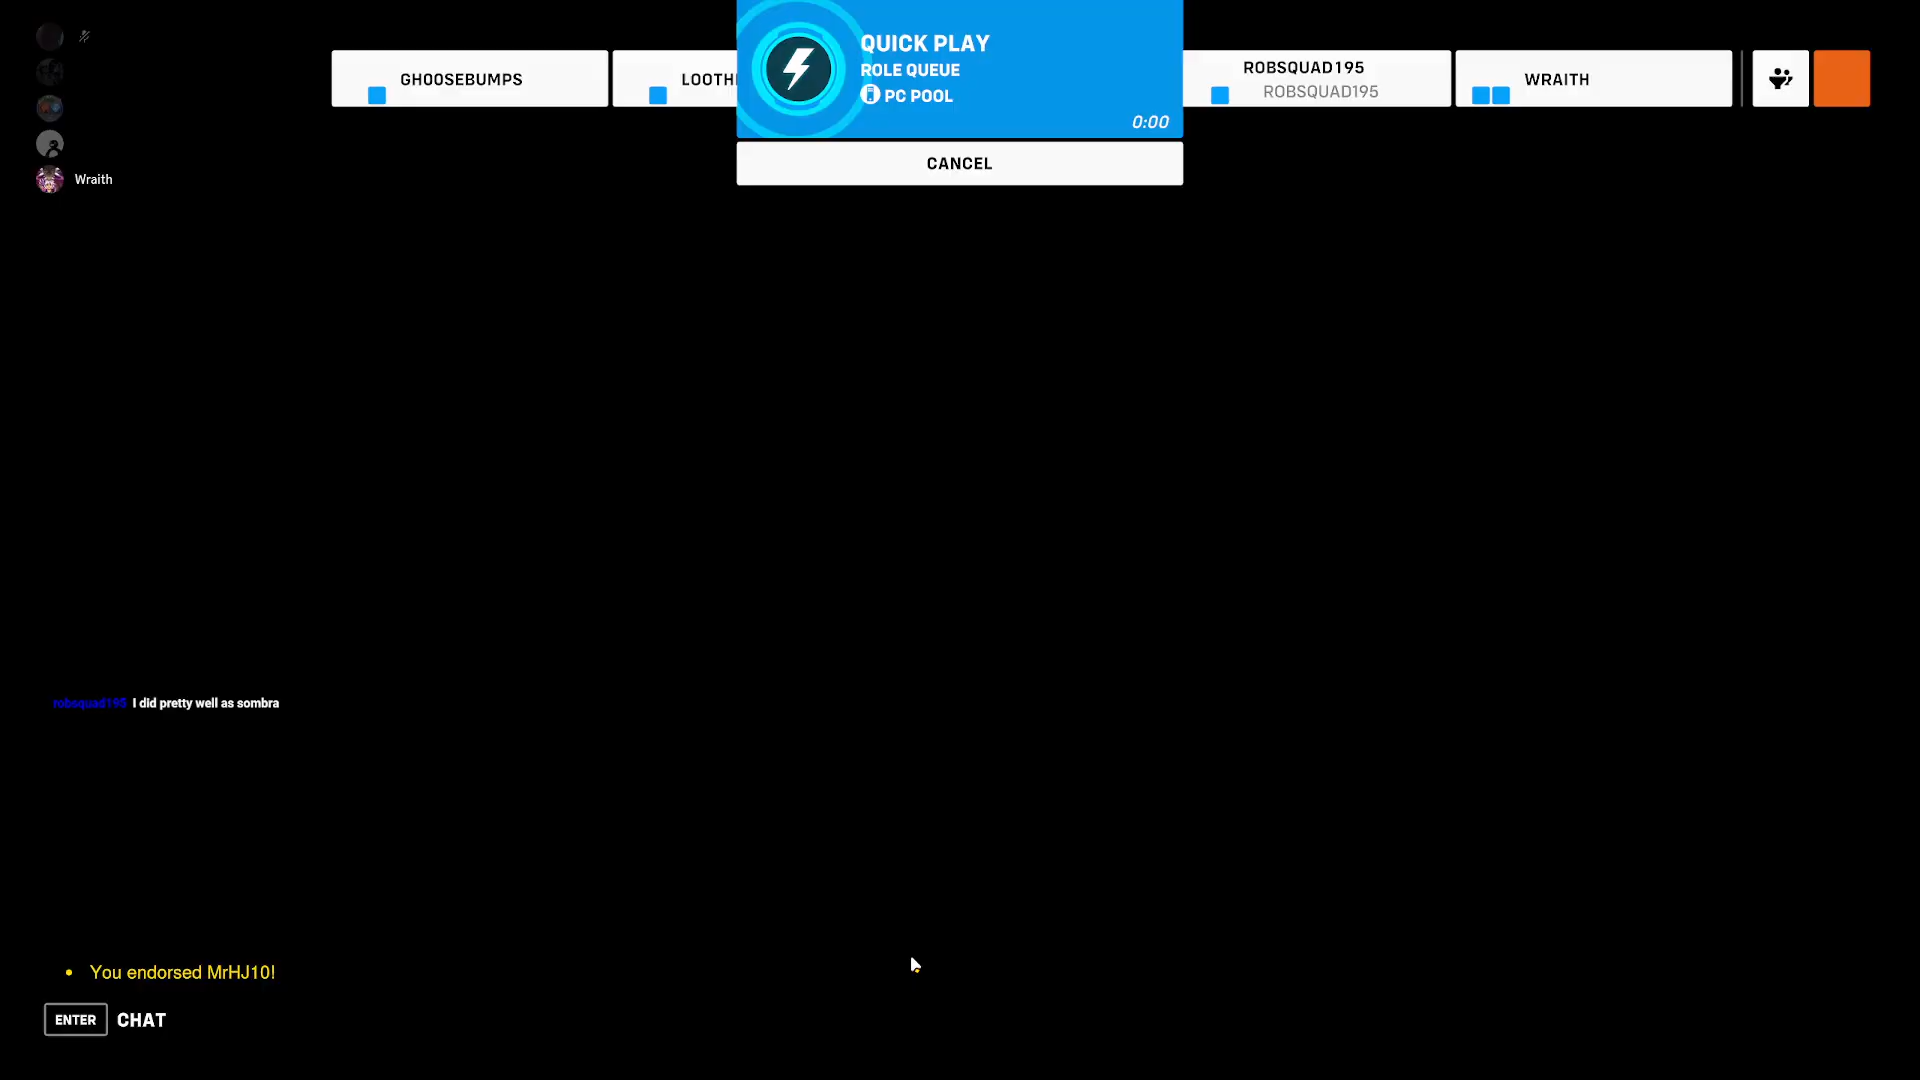 Wraith
GHOOSEBUMPS
QUICK PLAY
ROLE QUEUE
PC POOL
0:00
CANCEL
ROBSQUAD195
ROBSQUAD195
WRAITH
robsquad195 I did pretty well as sombra
You endorsed MrHJ10!
ENTER CHAT